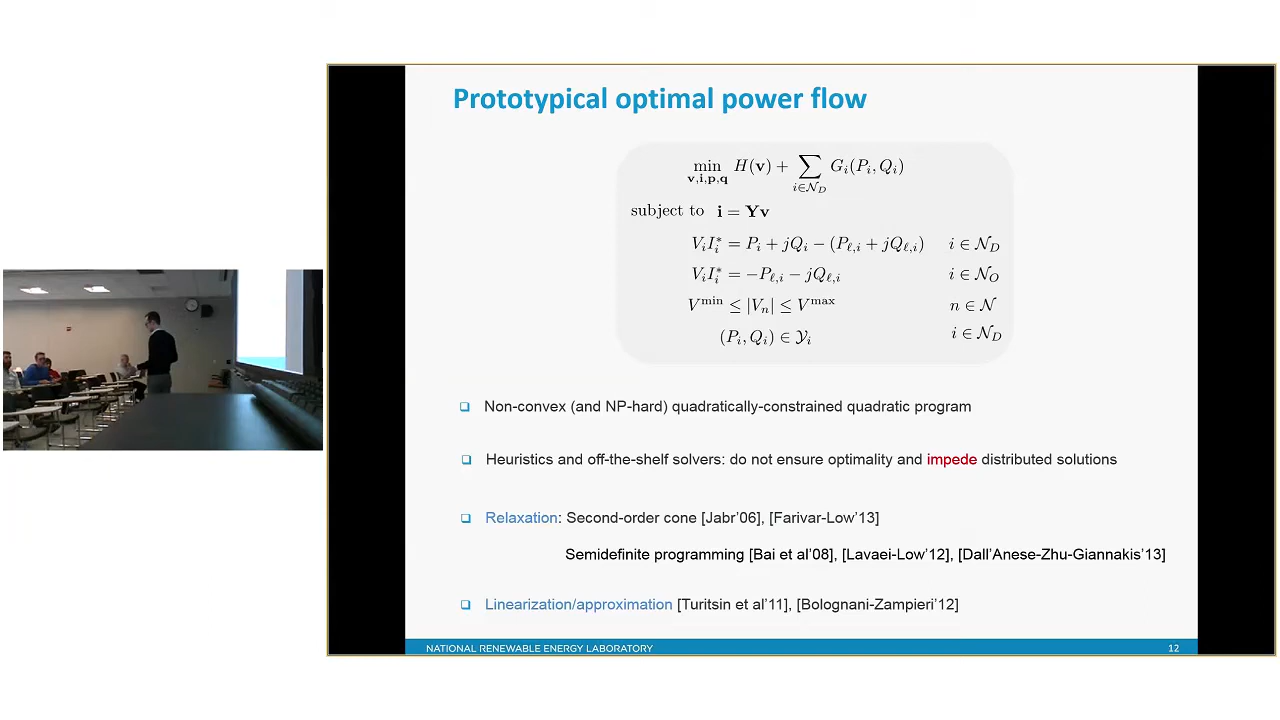 Prototypical optimal power flow
min H(v) + ∑ G_i(P_i, Q_i)
v,i,p,q i∈N_D
subject to i = Yv
V_i I_i^* = P_i + jQ_i − (P_ℓ,i + jQ_ℓ,i) i ∈ N_D
V_i I_i^* = −P_ℓ,i − jQ_ℓ,i i ∈ N_O
V^min ≤ |V_n| ≤ V^max n ∈ N
(P_i, Q_i) ∈ Y_i i ∈ N_D
Non-convex (and NP-hard) quadratically-constrained quadratic program
Heuristics and off-the-shelf solvers: do not ensure optimality and impede distributed solutions
Relaxation: Second-order cone [Jabr'06], [Farivar-Low'13]
Semidefinite programming [Bai et al'08], [Lavaei-Low'12], [Dall'Anese-Zhu-Giannakis'13]
Linearization/approximation [Turitsin et al'11], [Bolognani-Zampieri'12]
NATIONAL RENEWABLE ENERGY LABORATORY 12